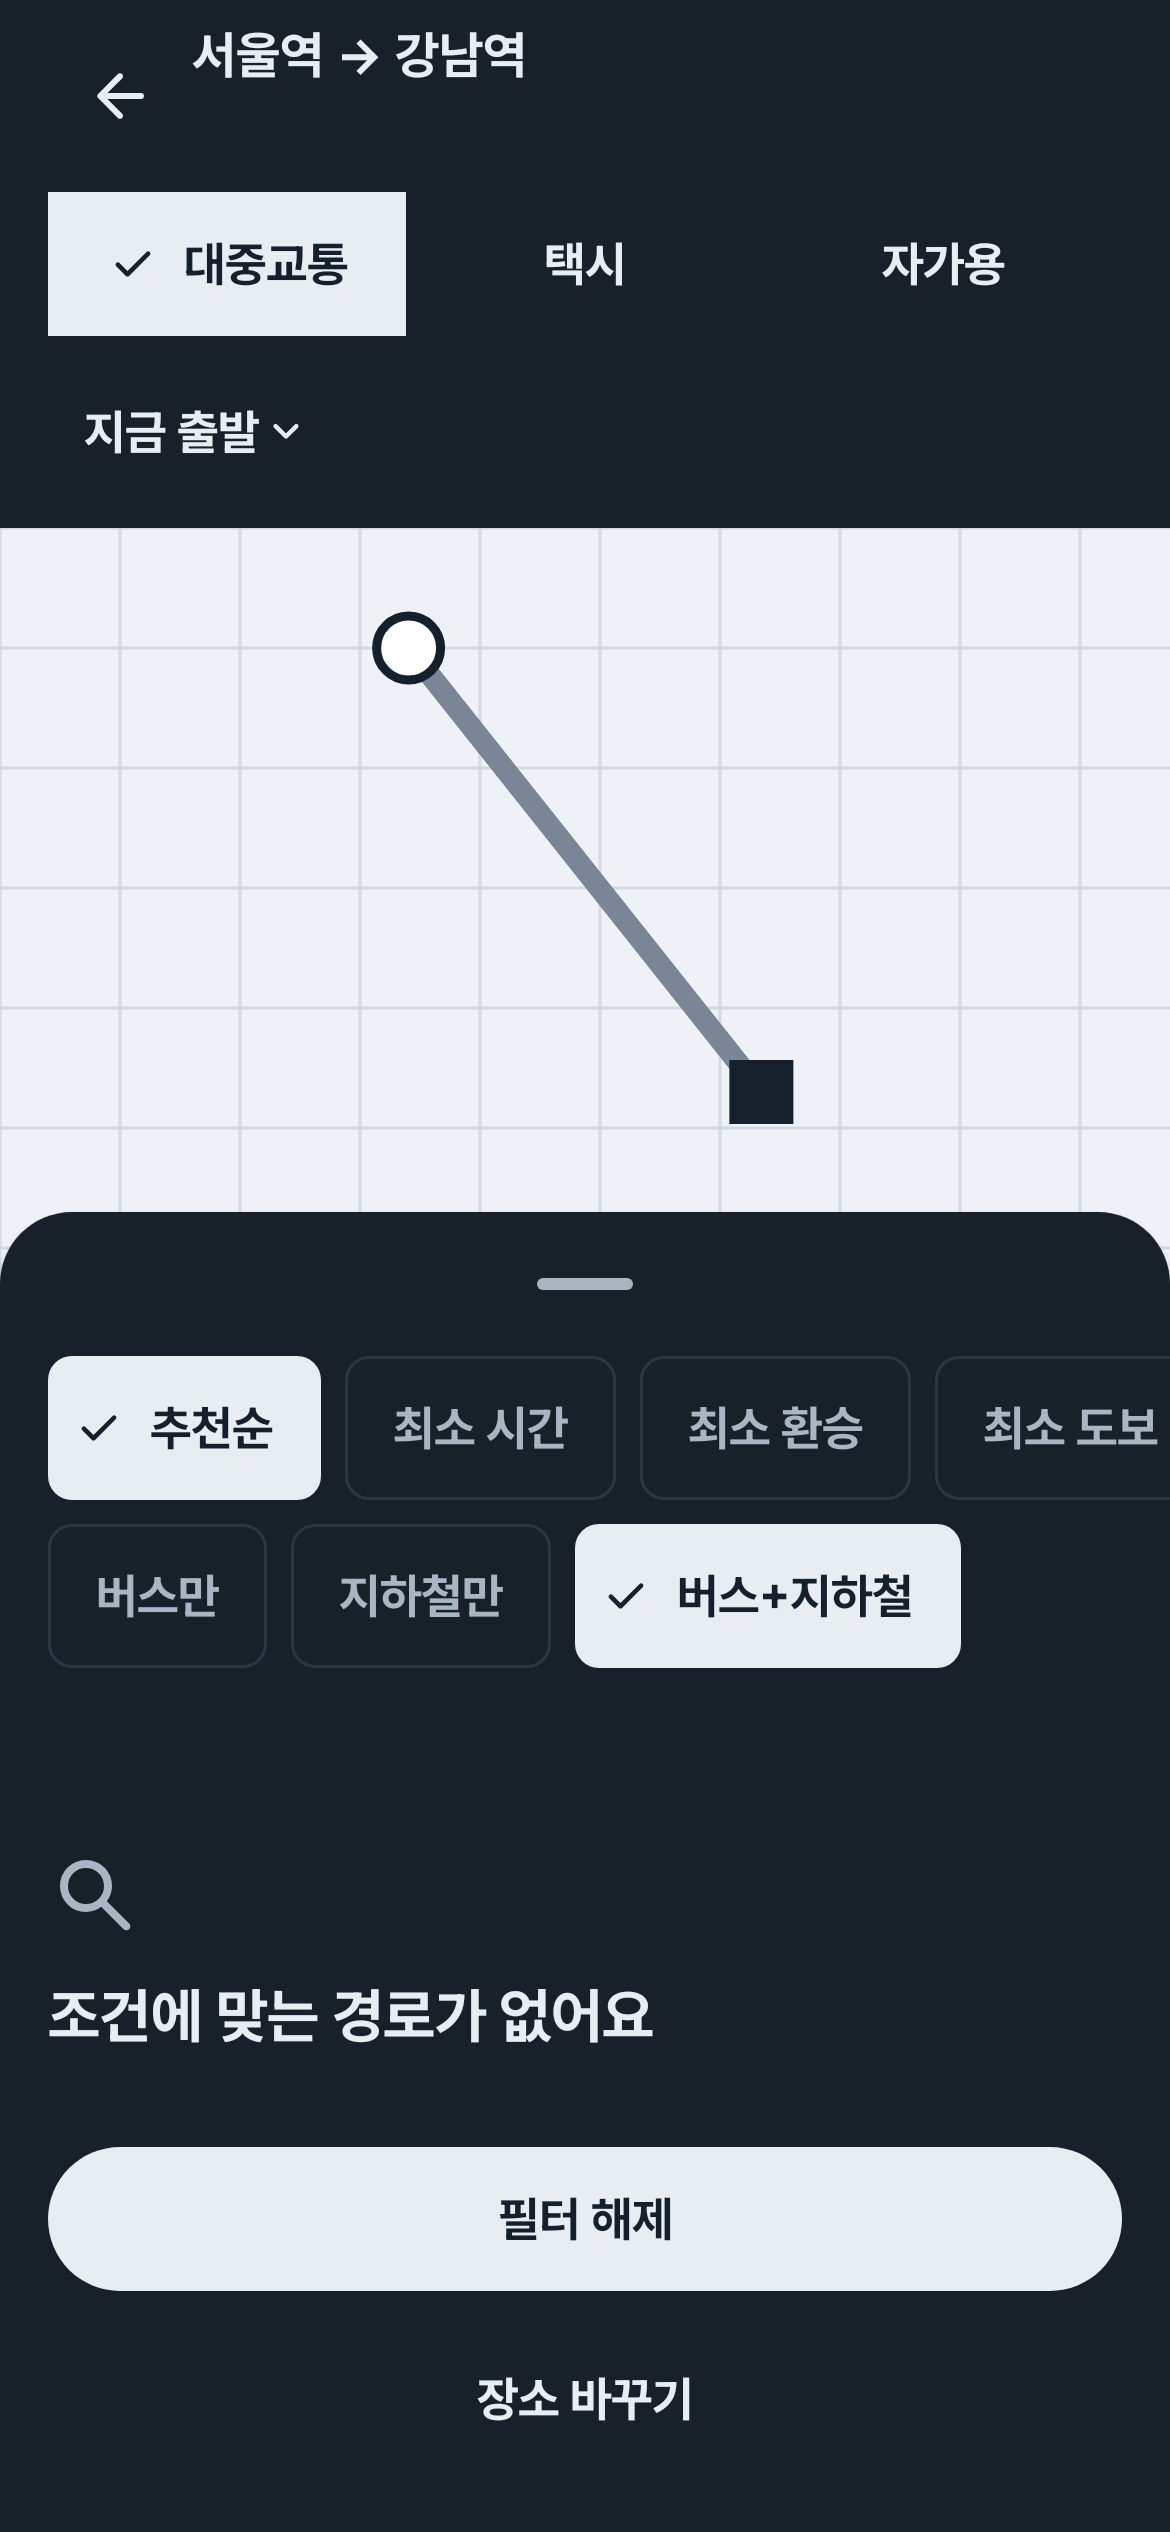 서울역 → 강남역
대중교통 택시 자가용
지금 출발
추천순 최소 시간 최소 환승 최소 도보
버스만 지하철만 버스+지하철
조건에 맞는 경로가 없어요
필터 해제
장소 바꾸기